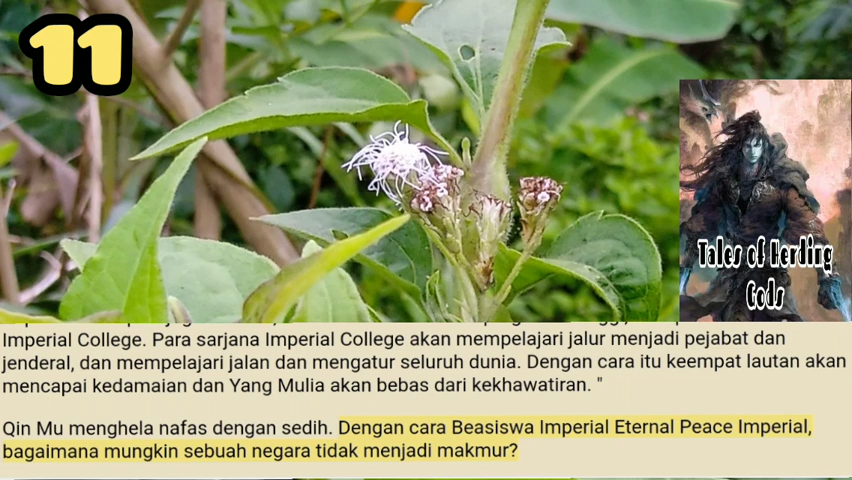 11
Tales of Herding
Gods
Imperial College. Para sarjana Imperial College akan mempelajari jalur menjadi pejabat dan
jenderal, dan mempelajari jalan dan mengatur seluruh dunia. Dengan cara itu keempat lautan akan
mencapai kedamaian dan Yang Mulia akan bebas dari kekhawatiran. "
Qin Mu menghela nafas dengan sedih. Dengan cara Beasiswa Imperial Eternal Peace Imperial,
bagaimana mungkin sebuah negara tidak menjadi makmur?